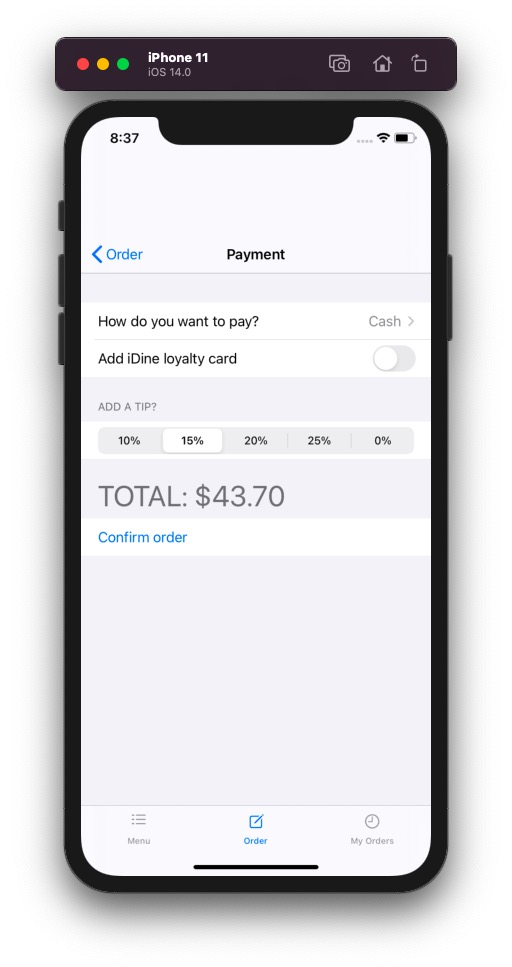 iPhone 11
iOS 14.0
8:37
Order
Payment
How do you want to pay? Cash
Add iDine loyalty card
ADD A TIP?
10% 15% 20% 25% 0%
TOTAL: $43.70
Confirm order
Menu Order My Orders